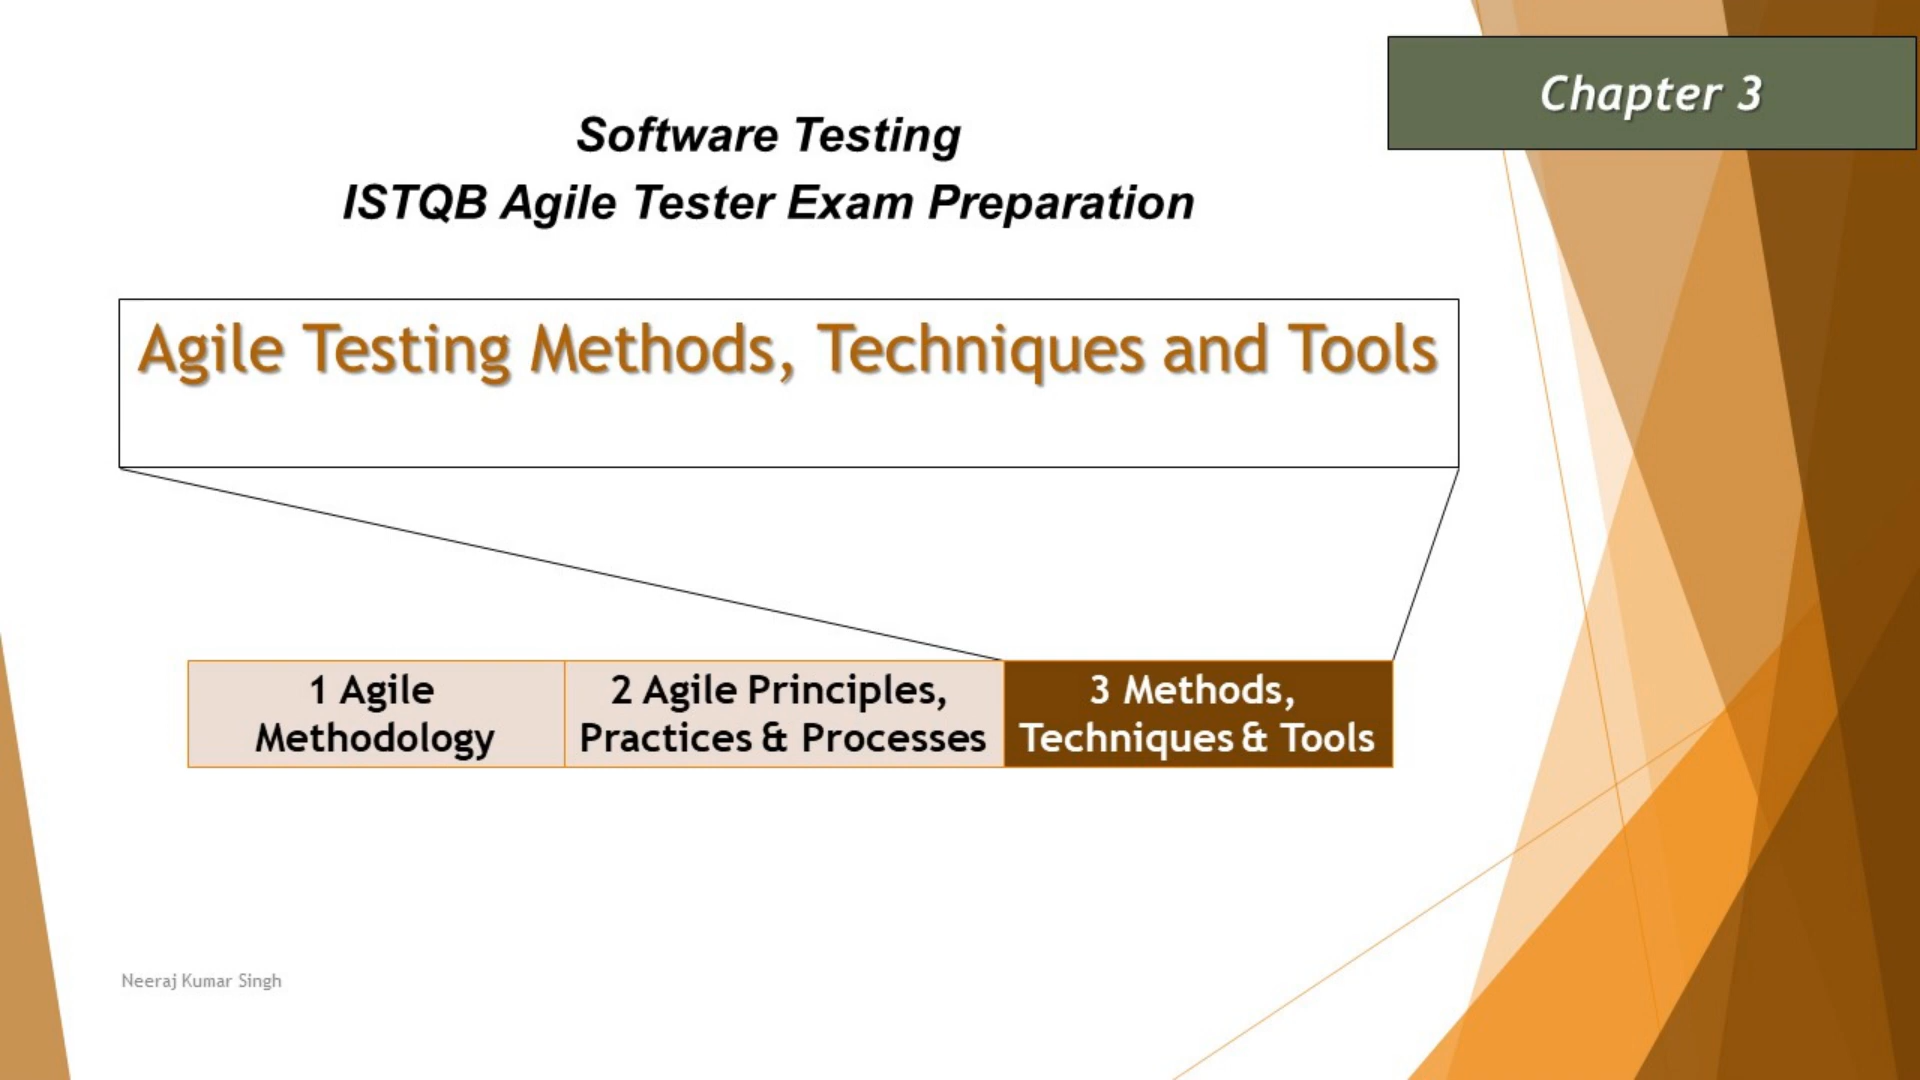 Chapter 3
Software Testing
ISTQB Agile Tester Exam Preparation
Agile Testing Methods, Techniques and Tools
1 Agile
Methodology
2 Agile Principles,
Practices & Processes
3 Methods,
Techniques & Tools
Neeraj Kumar Singh